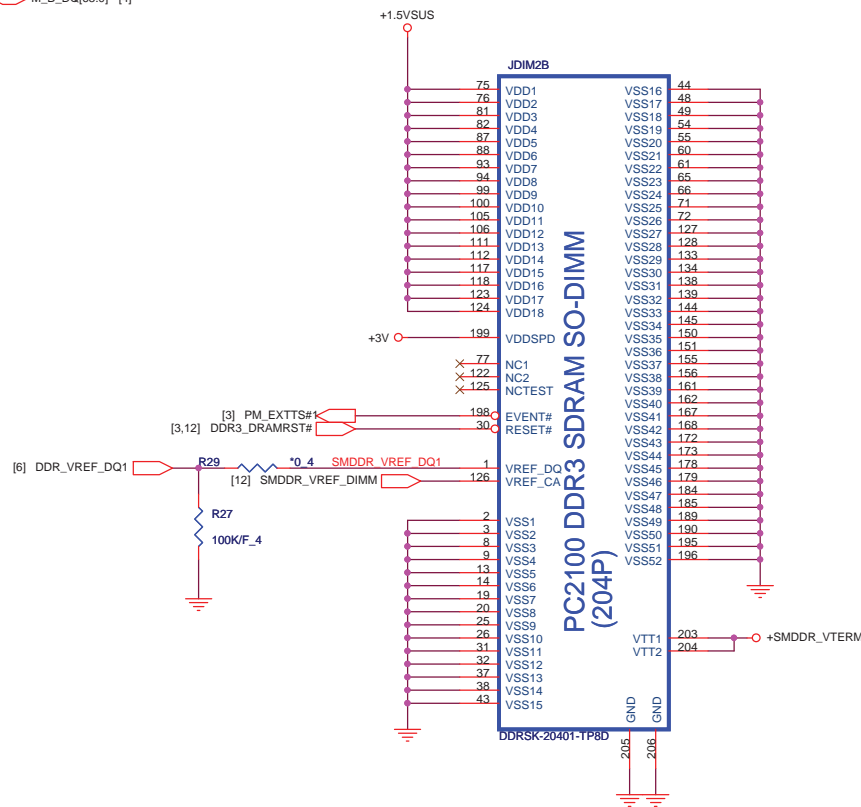 M_B_DQ[63:0] [4]
+1.5VSUS
JDIM2B
75 VDD1
76 VDD2
81 VDD3
82 VDD4
87 VDD5
88 VDD6
93 VDD7
94 VDD8
99 VDD9
100 VDD10
105 VDD11
106 VDD12
111 VDD13
112 VDD14
117 VDD15
118 VDD16
123 VDD17
124 VDD18
+3V 199 VDDSPD
77 NC1
122 NC2
125 NCTEST
[3] PM_EXTTS#1 198 EVENT#
[3,12] DDR3_DRAMRST# 30 RESET#
[6] DDR_VREF_DQ1 R29 *0_4 SMDDR_VREF_DQ1 1 VREF_DQ
[12] SMDDR_VREF_DIMM 126 VREF_CA
R27
100K/F_4
2 VSS1
3 VSS2
8 VSS3
9 VSS4
13 VSS5
14 VSS6
19 VSS7
20 VSS8
25 VSS9
26 VSS10
31 VSS11
32 VSS12
37 VSS13
38 VSS14
43 VSS15
PC2100 DDR3 SDRAM SO-DIMM
(204P)
VSS16 44
VSS17 48
VSS18 49
VSS19 54
VSS20 55
VSS21 60
VSS22 61
VSS23 65
VSS24 66
VSS25 71
VSS26 72
VSS27 127
VSS28 128
VSS29 133
VSS30 134
VSS31 138
VSS32 139
VSS33 144
VSS34 145
VSS35 150
VSS36 151
VSS37 155
VSS38 156
VSS39 161
VSS40 162
VSS41 167
VSS42 168
VSS43 172
VSS44 173
VSS45 178
VSS46 179
VSS47 184
VSS48 185
VSS49 189
VSS50 190
VSS51 195
VSS52 196
VTT1 203
VTT2 204
+SMDDR_VTERM
GND 205
GND 206
DDRSK-20401-TP8D